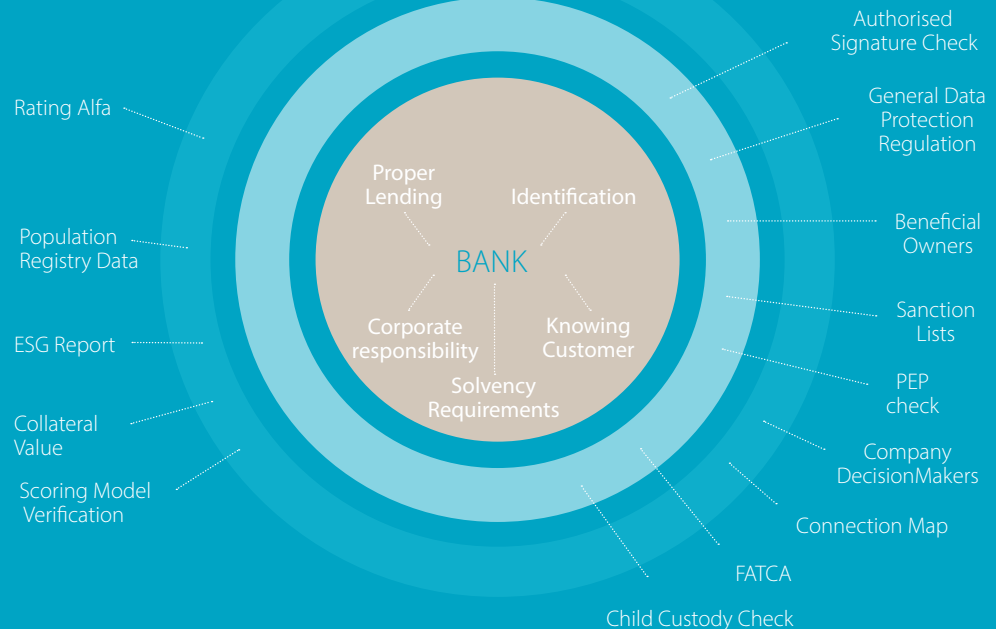 Authorised
Signature Check
Rating Alfa
General Data
Protection
Regulation
Proper
Lending
Identification
Population
Registry Data
BANK
Beneficial
Owners
ESG Report
Corporate
responsibility
Knowing
Customer
Sanction
Lists
Solvency
Requirements
PEP
check
Collateral
Value
Company
DecisionMakers
Scoring Model
Verification
Connection Map
FATCA
Child Custody Check